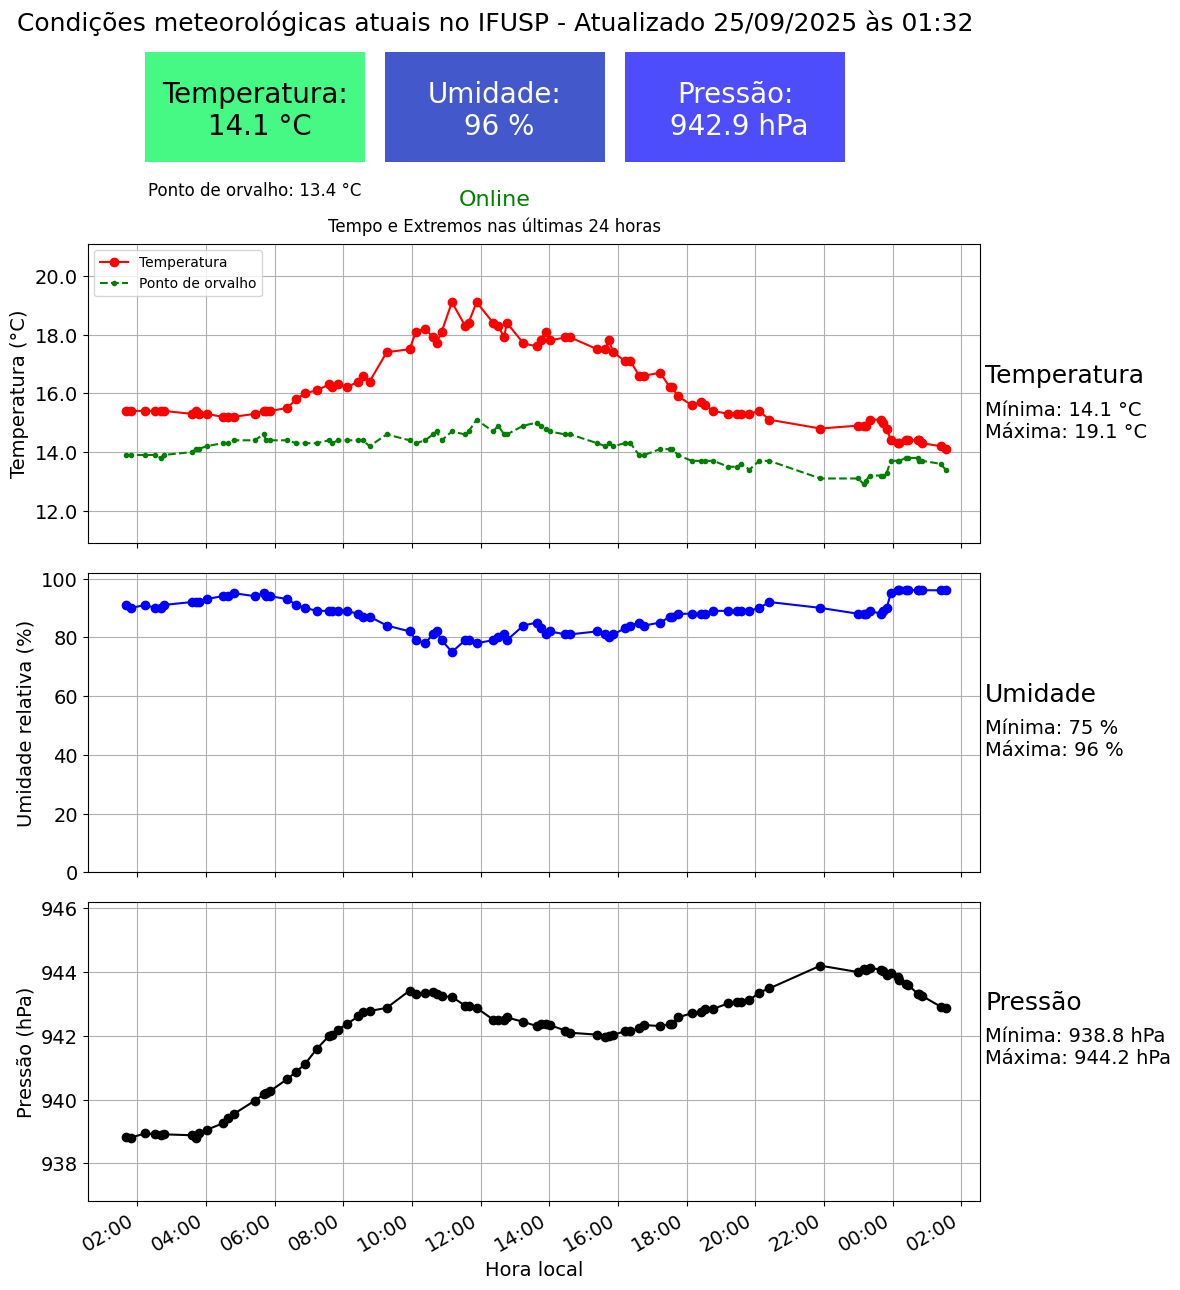 Condições meteorológicas atuais no IFUSP - Atualizado 25/09/2025 às 01:32
Temperatura:
14.1 °C
Umidade:
96 %
Pressão:
942.9 hPa
Ponto de orvalho: 13.4 °C
Online
Tempo e Extremos nas últimas 24 horas
Temperatura
Ponto de orvalho
Temperatura (°C)
20.0
18.0
16.0
14.0
12.0
Temperatura
Mínima: 14.1 °C
Máxima: 19.1 °C
Umidade relativa (%)
100
80
60
40
20
0
Umidade
Mínima: 75 %
Máxima: 96 %
Pressão (hPa)
946
944
942
940
938
Pressão
Mínima: 938.8 hPa
Máxima: 944.2 hPa
02:00 04:00 06:00 08:00 10:00 12:00 14:00 16:00 18:00 20:00 22:00 00:00 02:00
Hora local